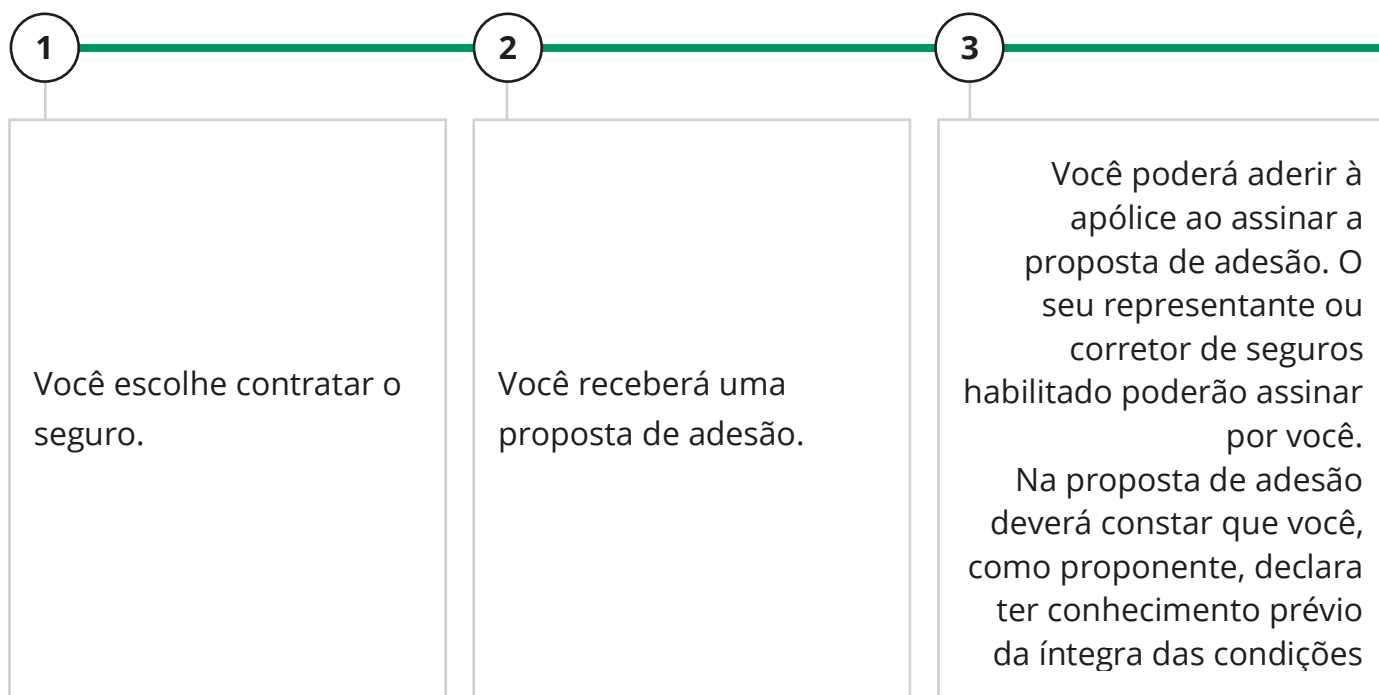 1
2
3
Você escolhe contratar o
seguro.
Você receberá uma
proposta de adesão.
Você poderá aderir à
apólice ao assinar a
proposta de adesão. O
seu representante ou
corretor de seguros
habilitado poderão assinar
por você.
Na proposta de adesão
deverá constar que você,
como proponente, declara
ter conhecimento prévio
da íntegra das condições